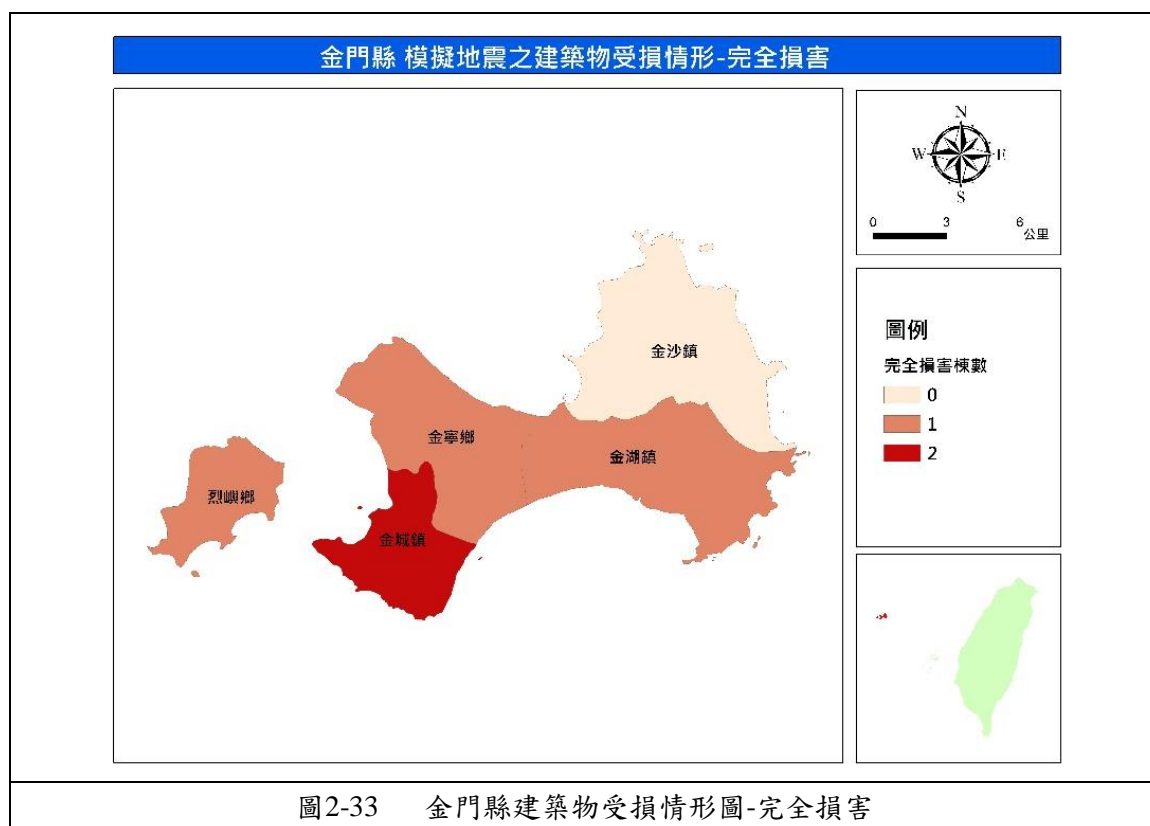 金門縣 模擬地震之建築物受損情形-完全損害
N
W E
S
0 3 6
公里
金沙鎮
金寧鄉
金湖鎮
烈嶼鄉
金城鎮
圖例
完全損害棟數
0
1
2
圖2-33 金門縣建築物受損情形圖-完全損害